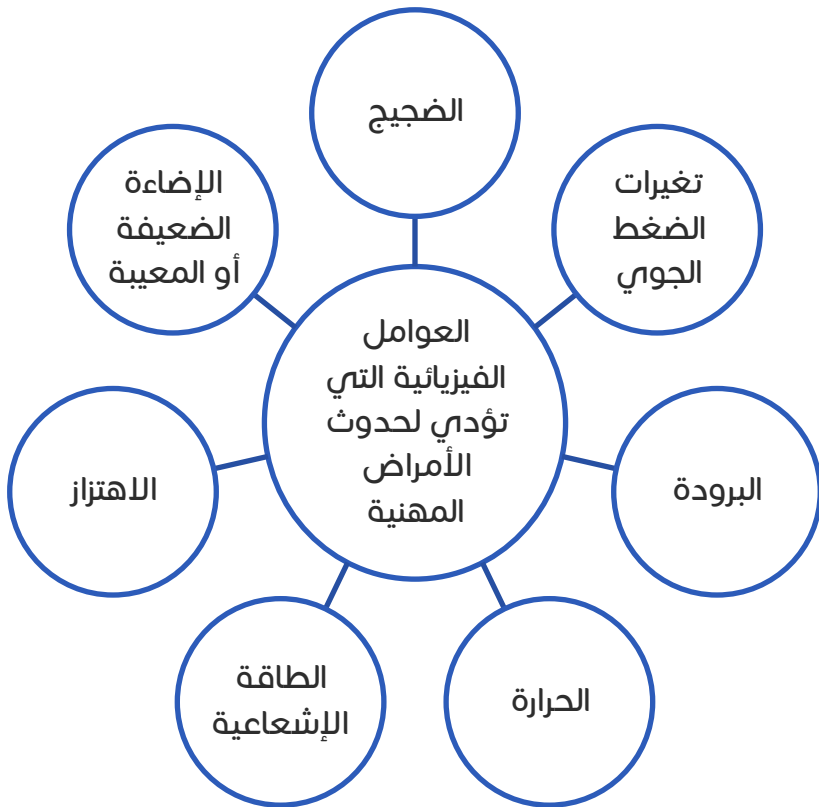 الضجيج
تغيرات
الضغط
الجوي
البرودة
الحرارة
الطاقة
الإشعاعية
الاهتزاز
الإضاءة
الضعيفة
أو المعيبة
العوامل
الفيزيائية التي
تؤدي لحدوث
الأمراض
المهنية